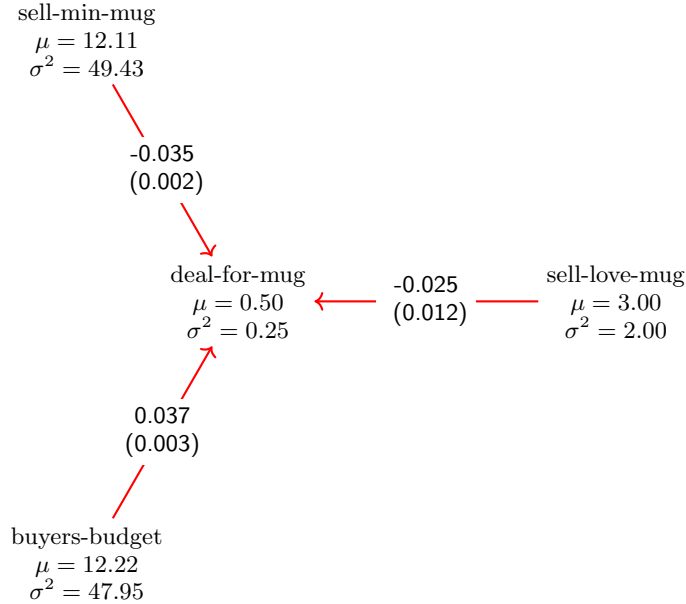 sell-min-mug
μ = 12.11
σ² = 49.43
-0.035
(0.002)
deal-for-mug
μ = 0.50
σ² = 0.25
-0.025
(0.012)
sell-love-mug
μ = 3.00
σ² = 2.00
0.037
(0.003)
buyers-budget
μ = 12.22
σ² = 47.95